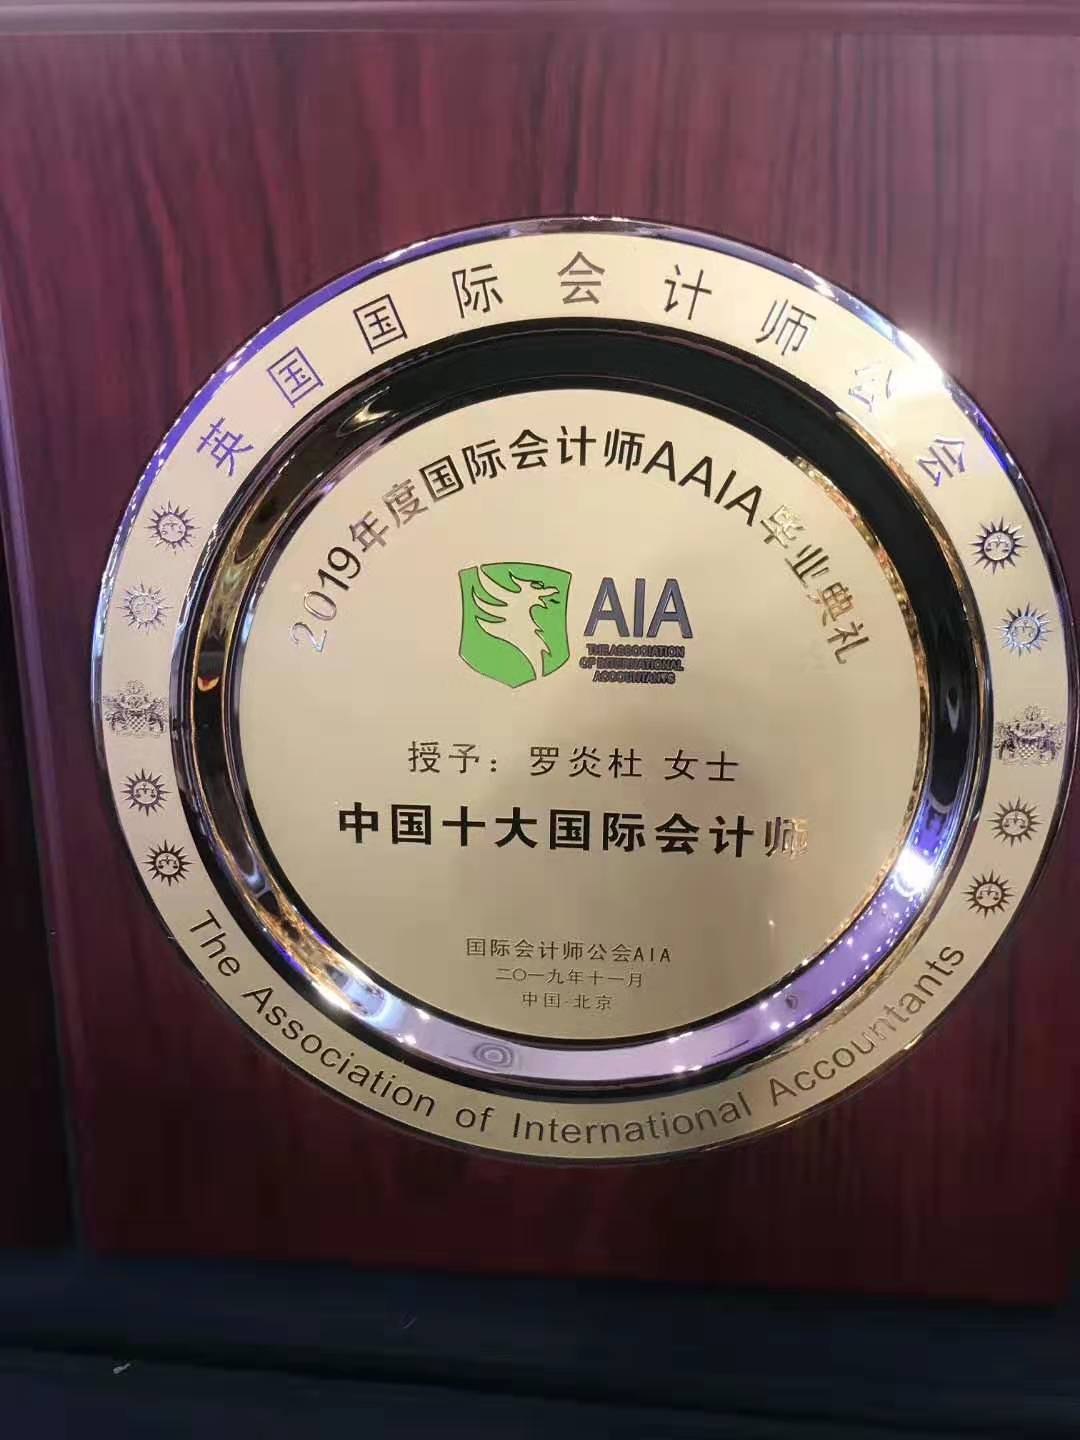 英国国际会计师公会
2019年度国际会计师AAIA毕业典礼
AIA
THE ASSOCIATION
OF INTERNATIONAL
ACCOUNTANTS
授予：罗炎杜 女士
中国十大国际会计师
国际会计师公会AIA
二〇一九年十一月
中国·北京
The Association of International Accountants